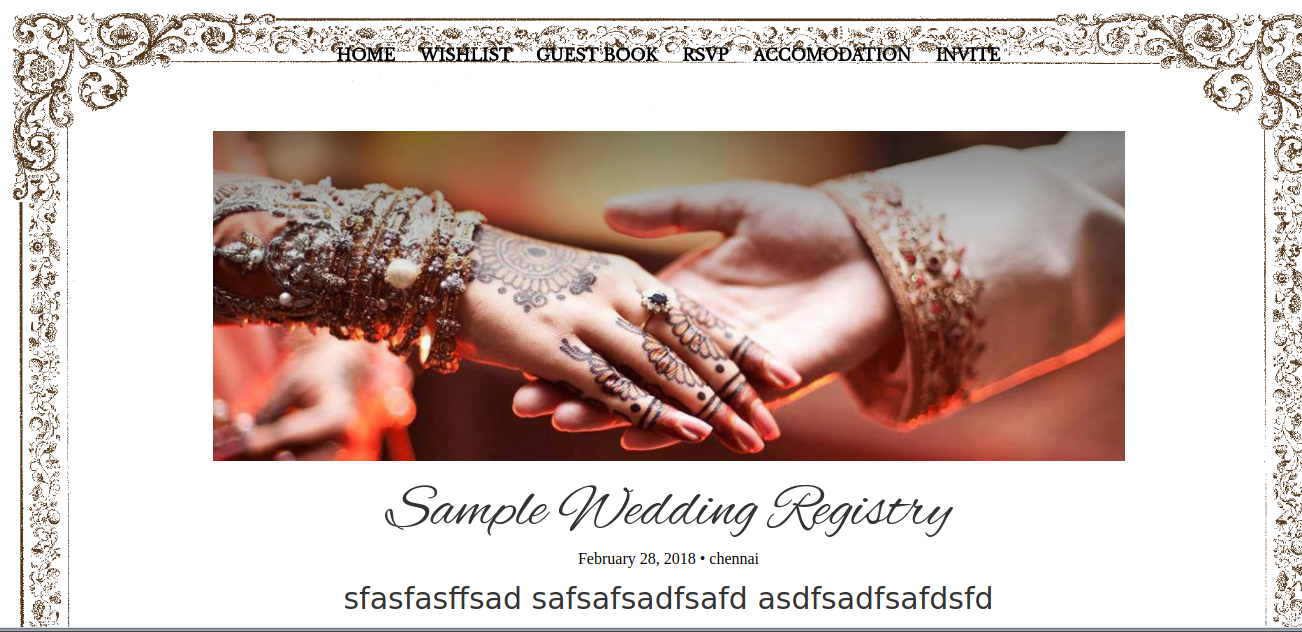 HOME WISHLIST GUEST BOOK RSVP ACCOMODATION INVITE
Sample Wedding Registry
February 28, 2018 • chennai
sfasfasffsad safsafsadfsafd asdfsadfsafdsfd